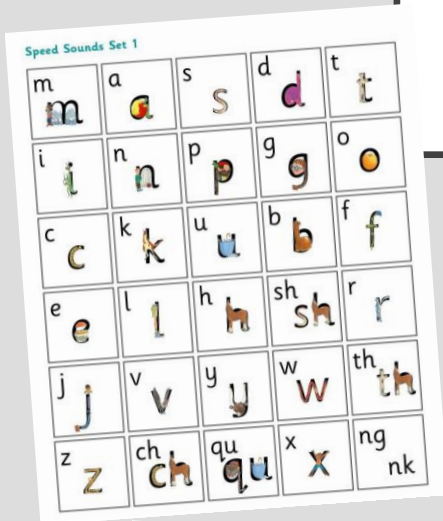 Speed Sounds Set 1
m a s d t
m a s d t
i n p g o
i n p g o
c k u b f
c k u b f
e l h sh r
e l h sh r
j v y w th
j v y w th
z ch qu x ng
z ch qu x nk